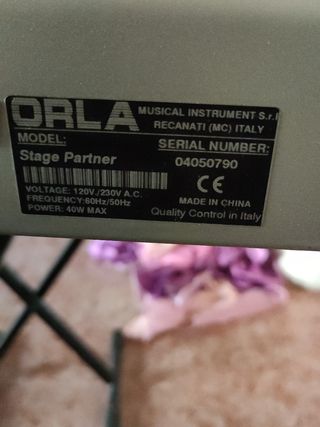 ORLA MUSICAL INSTRUMENT S.r.l
RECANATI (MC) ITALY
MODEL: SERIAL NUMBER:
Stage Partner 04050790
VOLTAGE: 120V./230V A.C.
FREQUENCY:60Hz/50Hz
POWER: 40W MAX
CE
MADE IN CHINA
Quality Control in Italy